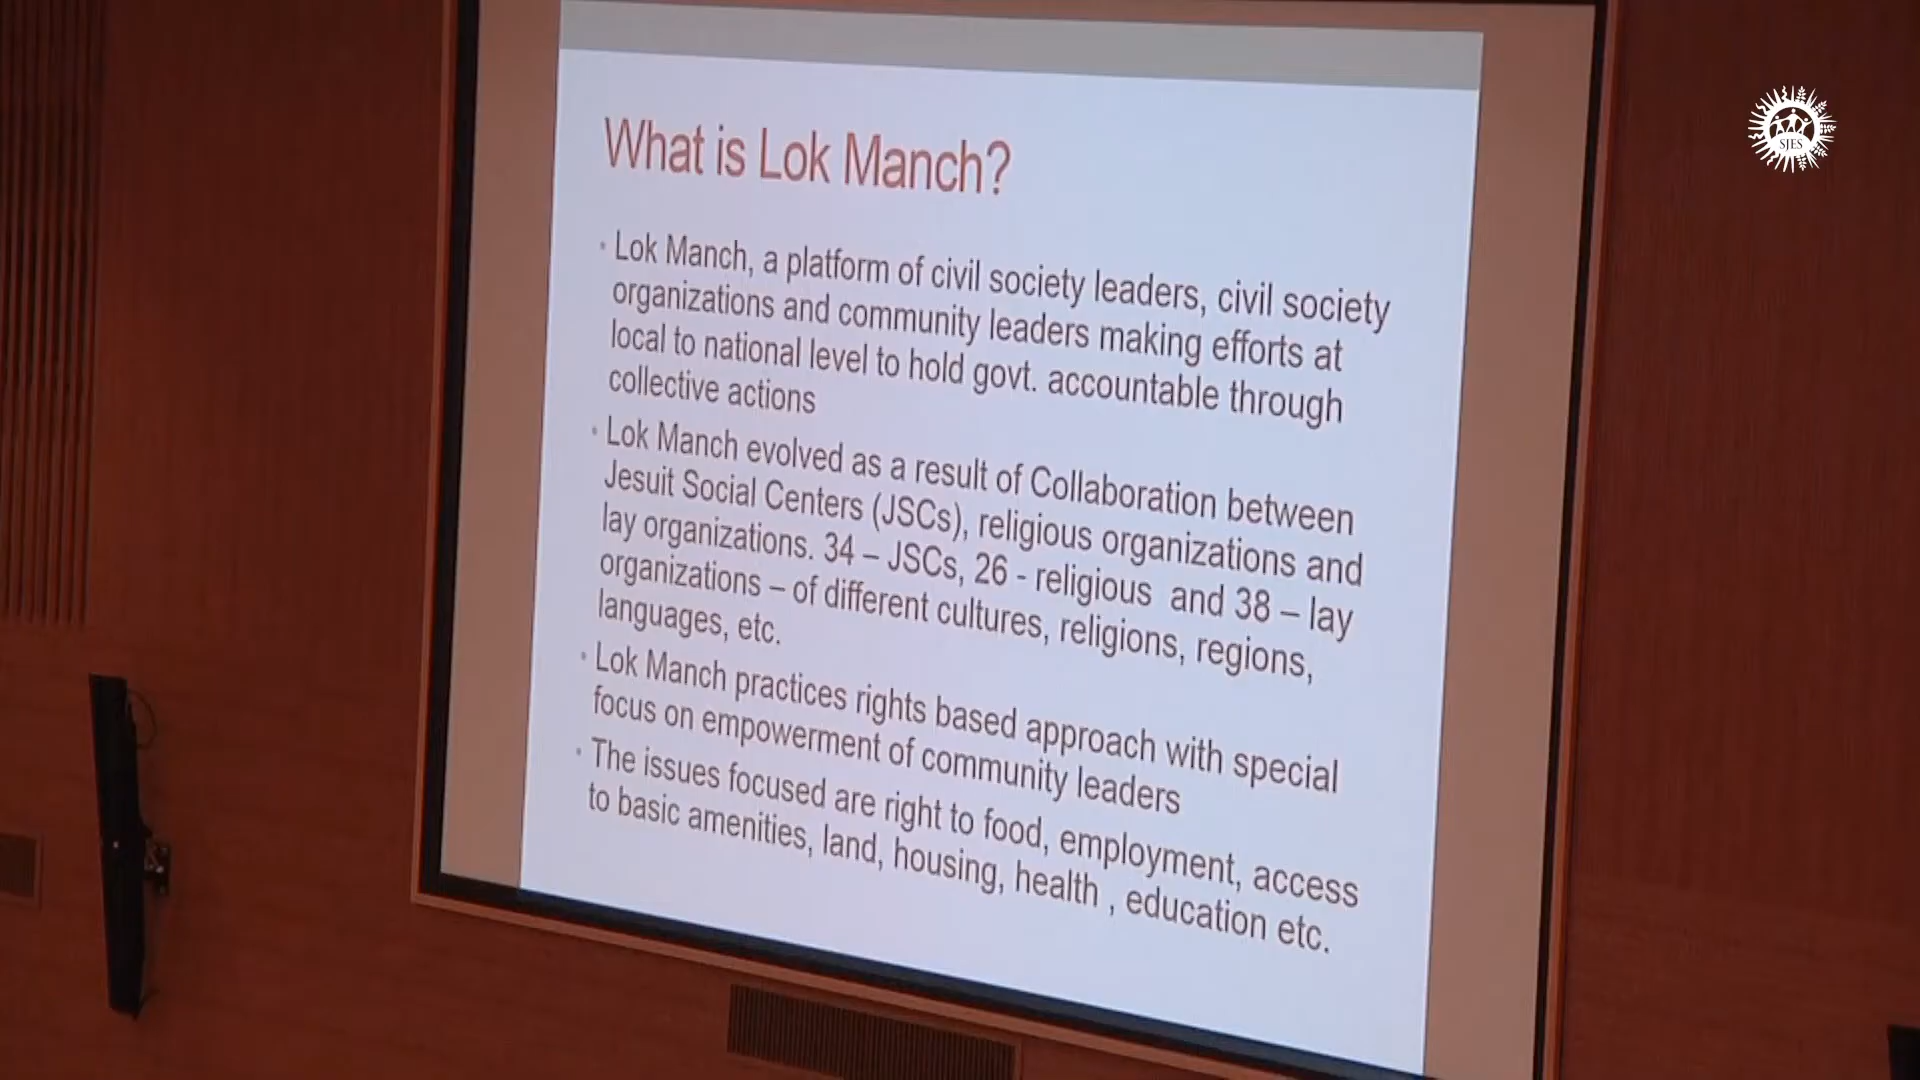 What is Lok Manch?
• Lok Manch, a platform of civil society leaders, civil society
organizations and community leaders making efforts at
local to national level to hold govt. accountable through
collective actions
• Lok Manch evolved as a result of Collaboration between
Jesuit Social Centers (JSCs), religious organizations and
lay organizations. 34 – JSCs, 26 - religious and 38 – lay
organizations – of different cultures, religions, regions,
languages, etc.
• Lok Manch practices rights based approach with special
focus on empowerment of community leaders
• The issues focused are right to food, employment, access
to basic amenities, land, housing, health , education etc.
SJES